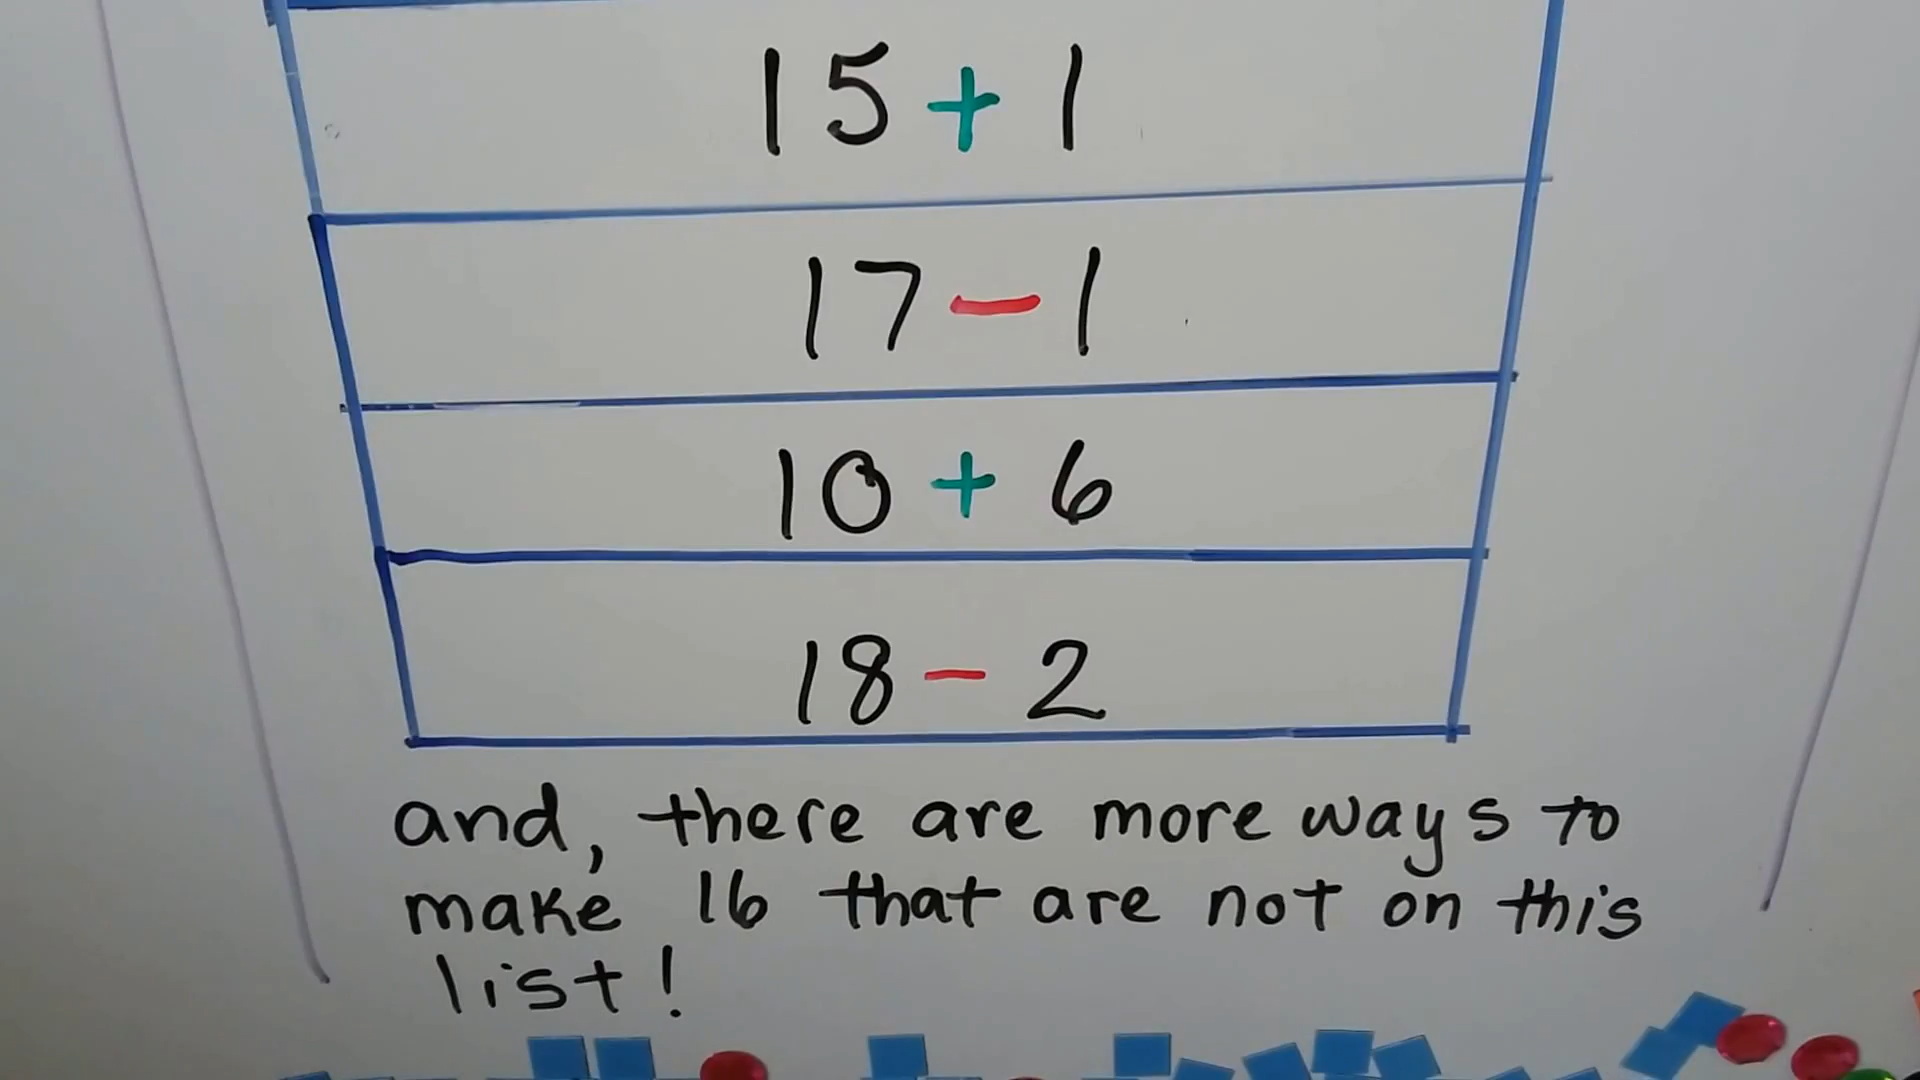 15 + 1
17 - 1
10 + 6
18 - 2
and, there are more ways to
make 16 that are not on this
list!